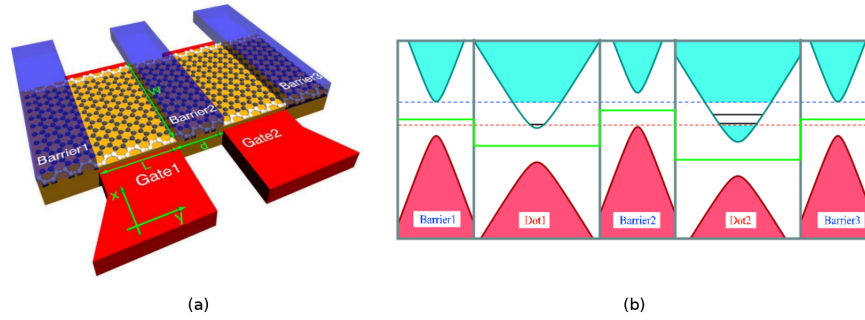 Barrier1
Barrier2
Barrier3
W
L
d
Gate1
Gate2
x
y
Barrier1
Dot1
Barrier2
Dot2
Barrier3
(a)
(b)